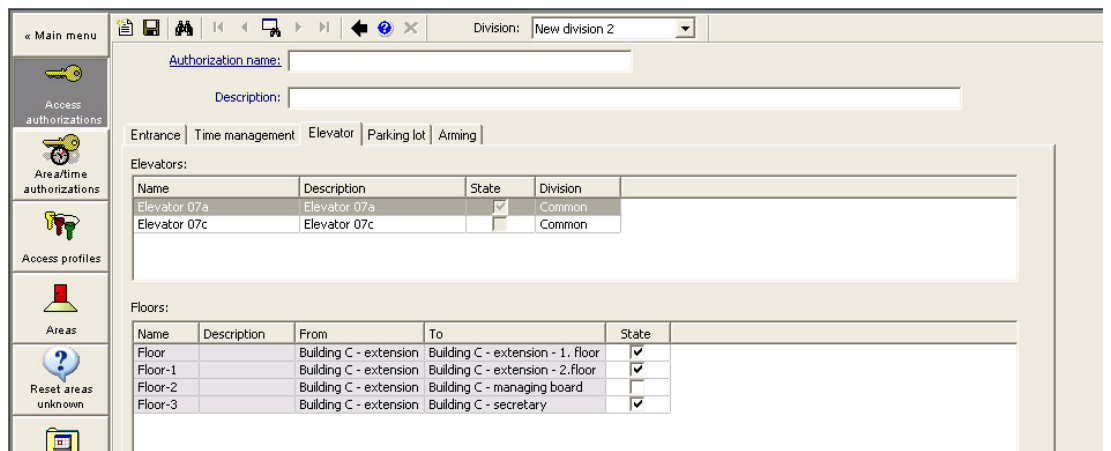 « Main menu
Division: New division 2
Authorization name:
Description:
Access authorizations
Area/time authorizations
Access profiles
Areas
Reset areas unknown
Entrance Time management Elevator Parking lot Arming
Elevators:
Name Description State Division
Elevator 07a Elevator 07a Common
Elevator 07c Elevator 07c Common
Floors:
Name Description From To State
Floor Building C - extension Building C - extension - 1. floor
Floor-1 Building C - extension Building C - extension - 2.floor
Floor-2 Building C - extension Building C - managing board
Floor-3 Building C - extension Building C - secretary